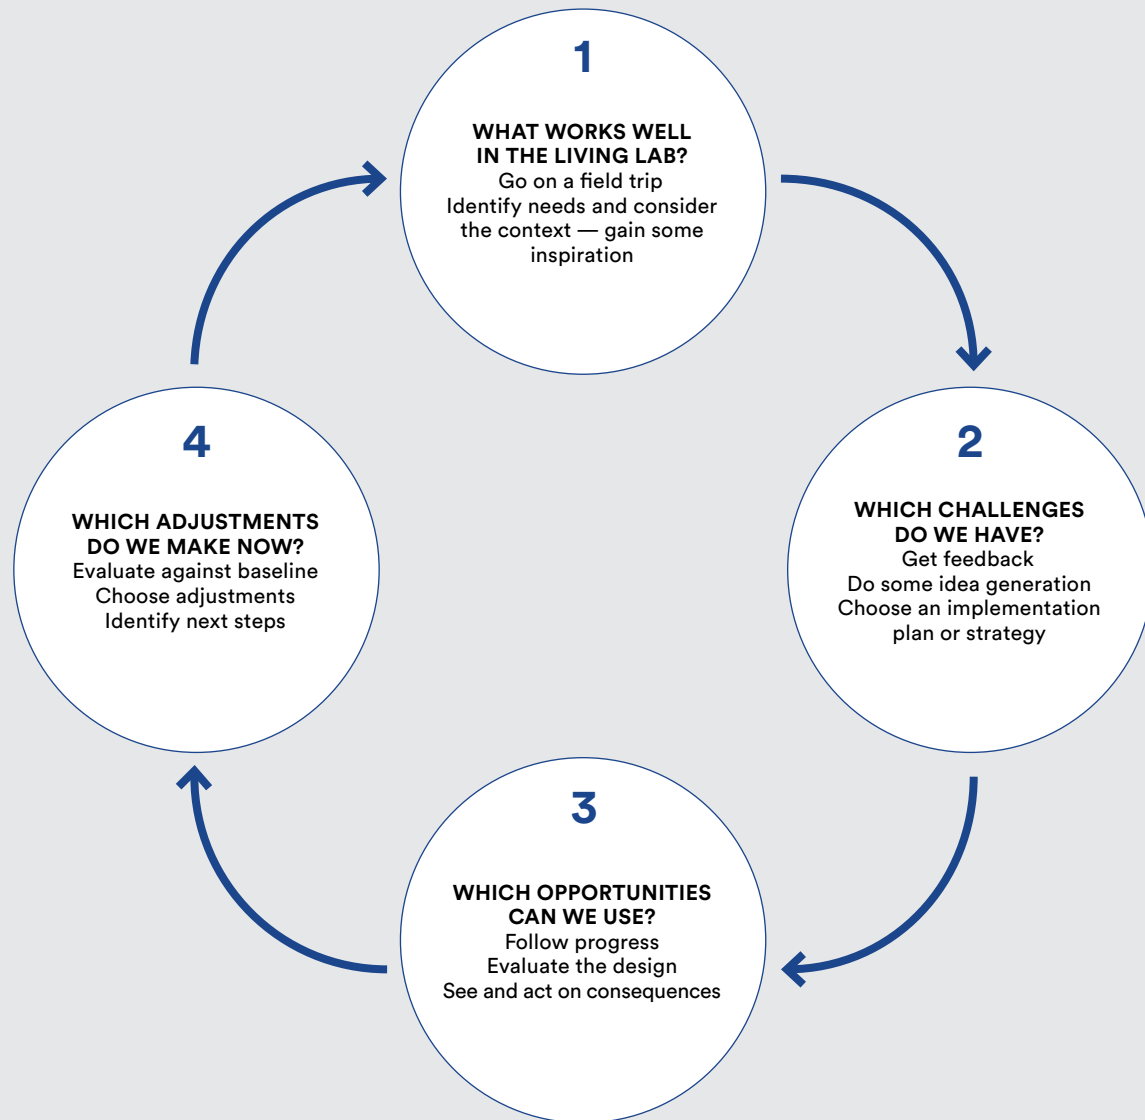 1
WHAT WORKS WELL
IN THE LIVING LAB?
Go on a field trip
Identify needs and consider
the context — gain some
inspiration
2
WHICH CHALLENGES
DO WE HAVE?
Get feedback
Do some idea generation
Choose an implementation
plan or strategy
3
WHICH OPPORTUNITIES
CAN WE USE?
Follow progress
Evaluate the design
See and act on consequences
4
WHICH ADJUSTMENTS
DO WE MAKE NOW?
Evaluate against baseline
Choose adjustments
Identify next steps